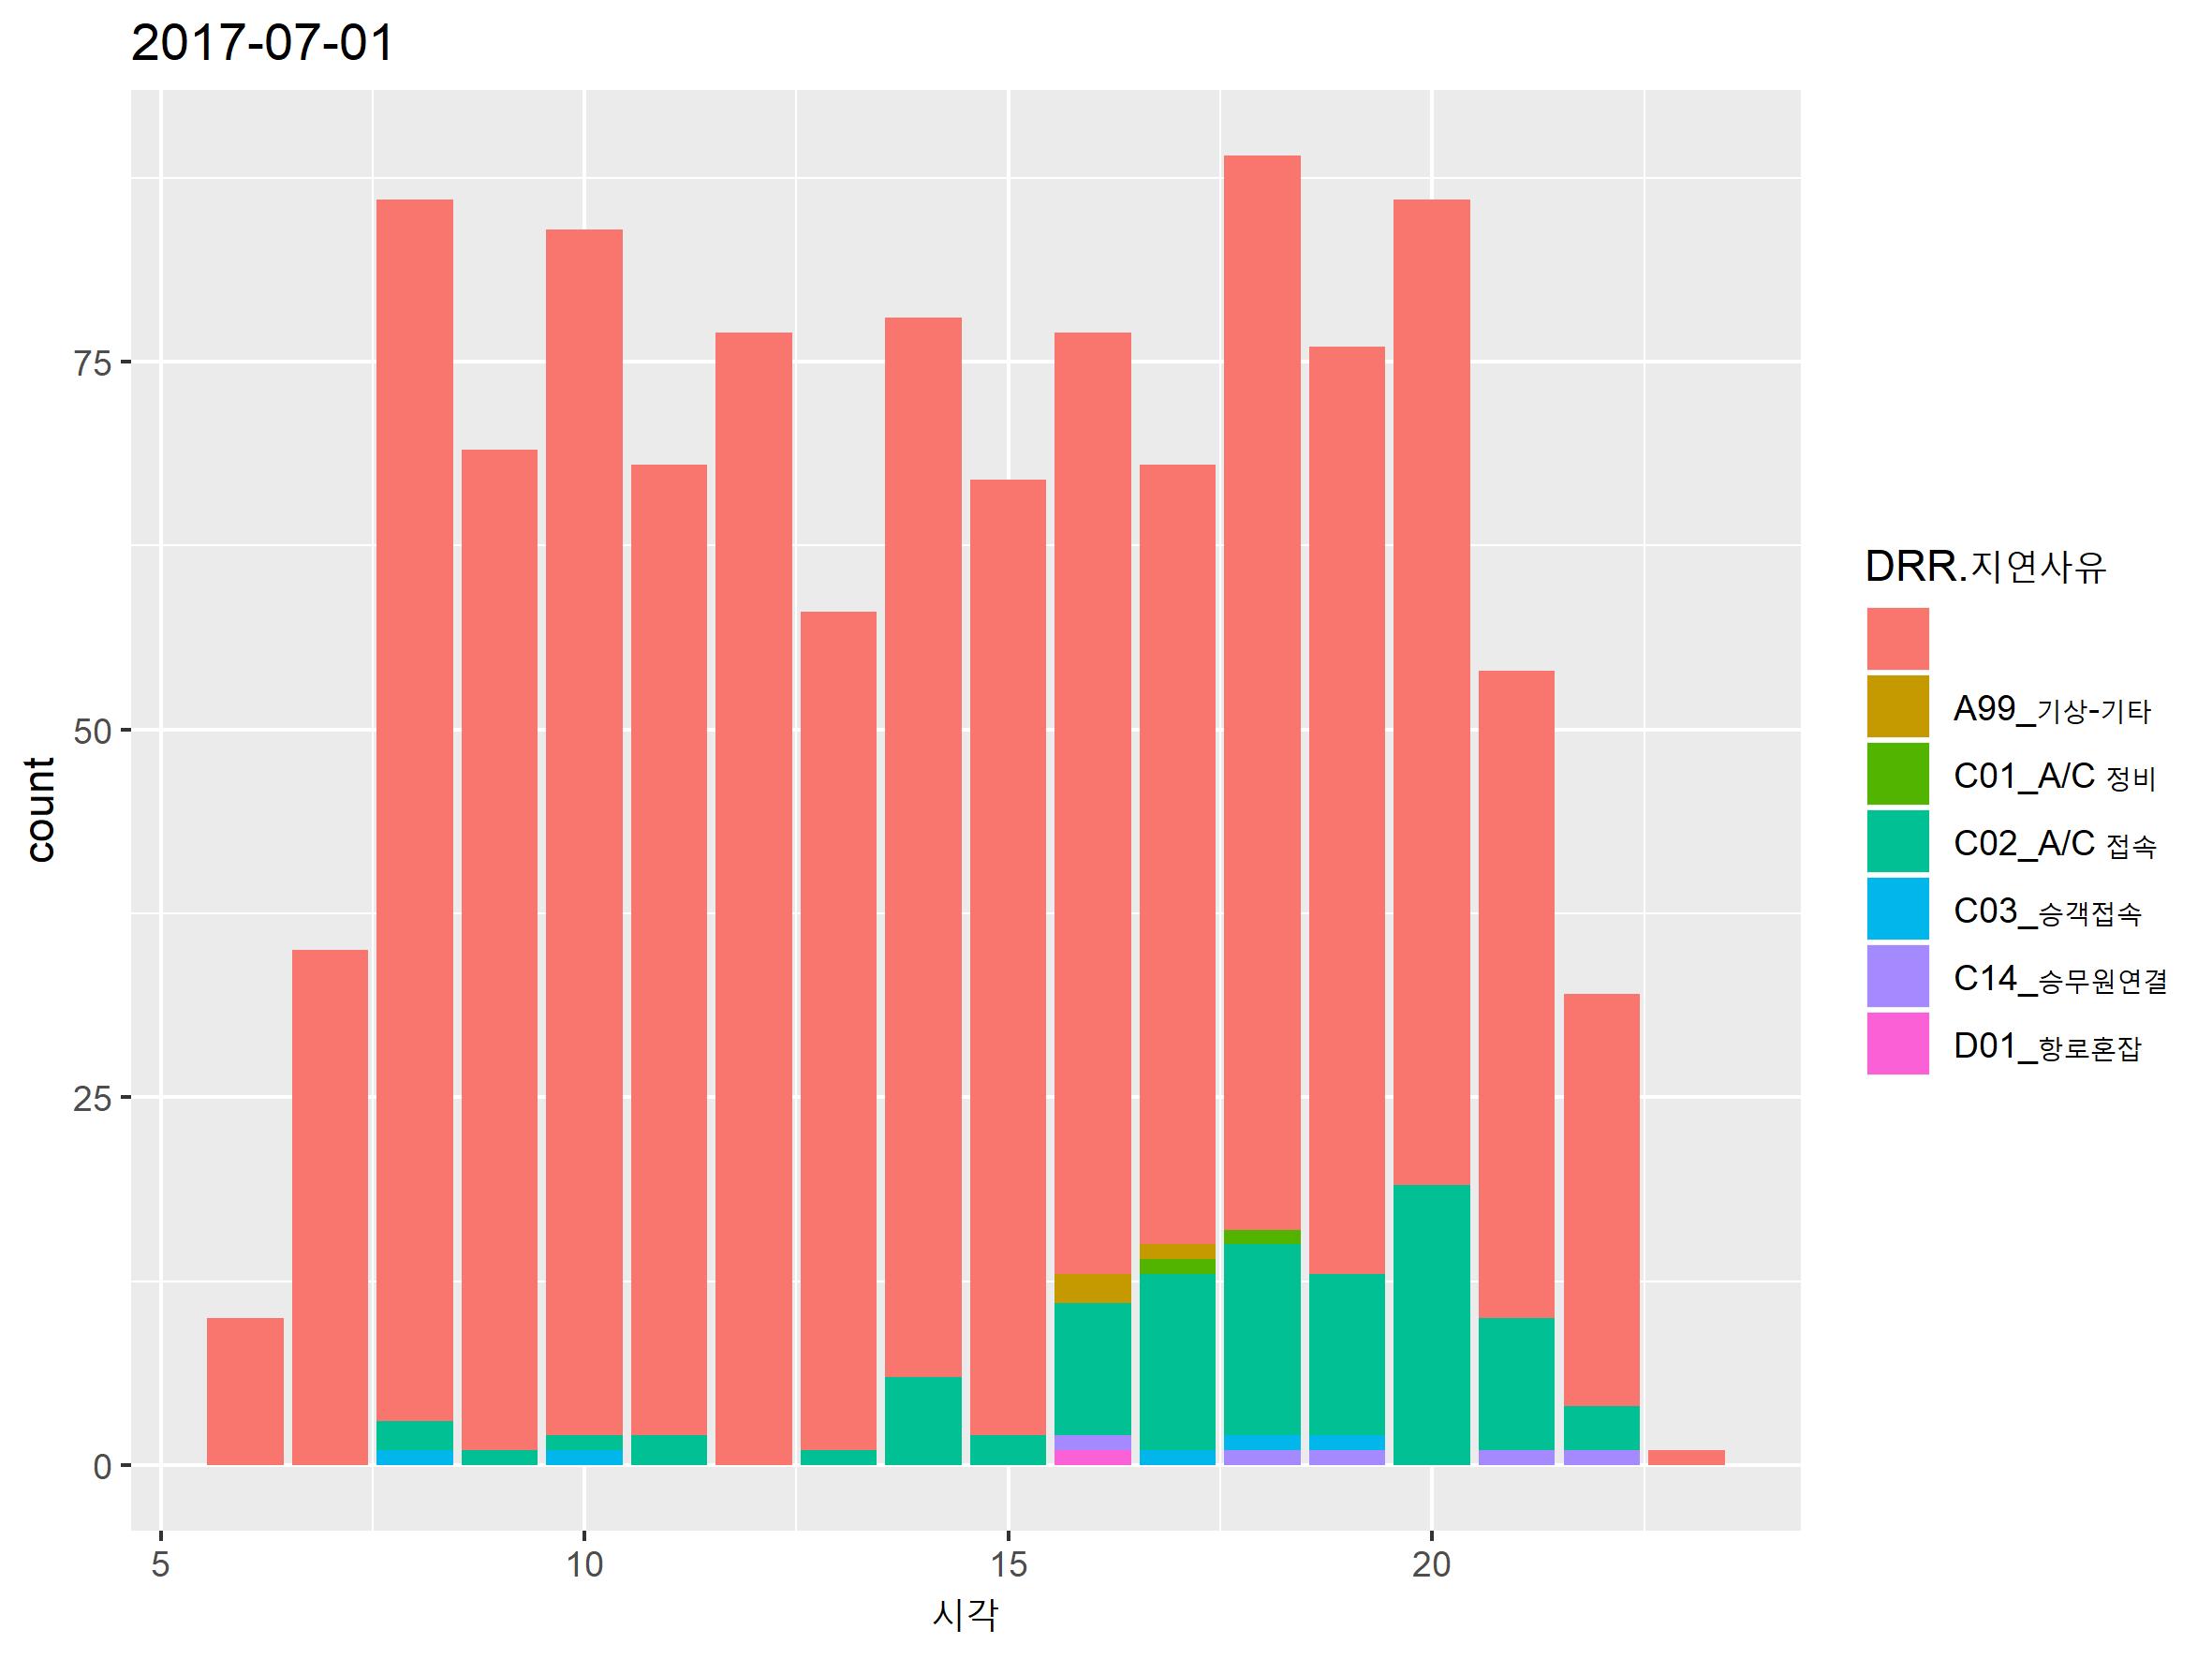 2017-07-01
count
75
50
25
0
5 10 15 20
시각
DRR.지연사유
A99_기상-기타
C01_A/C 정비
C02_A/C 접속
C03_승객접속
C14_승무원연결
D01_항로혼잡